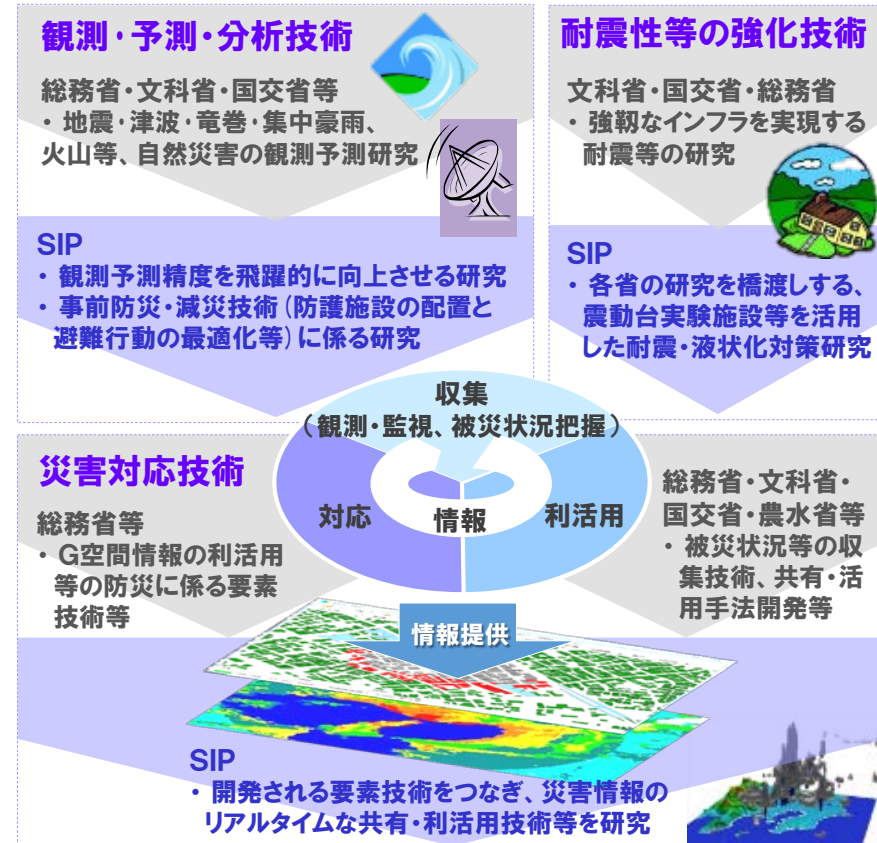 観測・予測・分析技術
総務省・文科省・国交省等
・ 地震・津波・竜巻・集中豪雨、
火山等、自然災害の観測予測研究
SIP
・ 観測予測精度を飛躍的に向上させる研究
・ 事前防災・減災技術(防護施設の配置と
避難行動の最適化等)に係る研究
耐震性等の強化技術
文科省・国交省・総務省
・ 強靱なインフラを実現する
耐震等の研究
SIP
・ 各省の研究を橋渡しする、
震動台実験施設等を活用
した耐震・液状化対策研究
収集
(観測・監視、被災状況把握)
対応
情報
利活用
災害対応技術
総務省等
・ G空間情報の利活用
等の防災に係る要素
技術等
総務省・文科省・
国交省・農水省等
・ 被災状況等の収
集技術、共有・活
用手法開発等
情報提供
SIP
・ 開発される要素技術をつなぎ、災害情報の
リアルタイムな共有・利活用技術等を研究